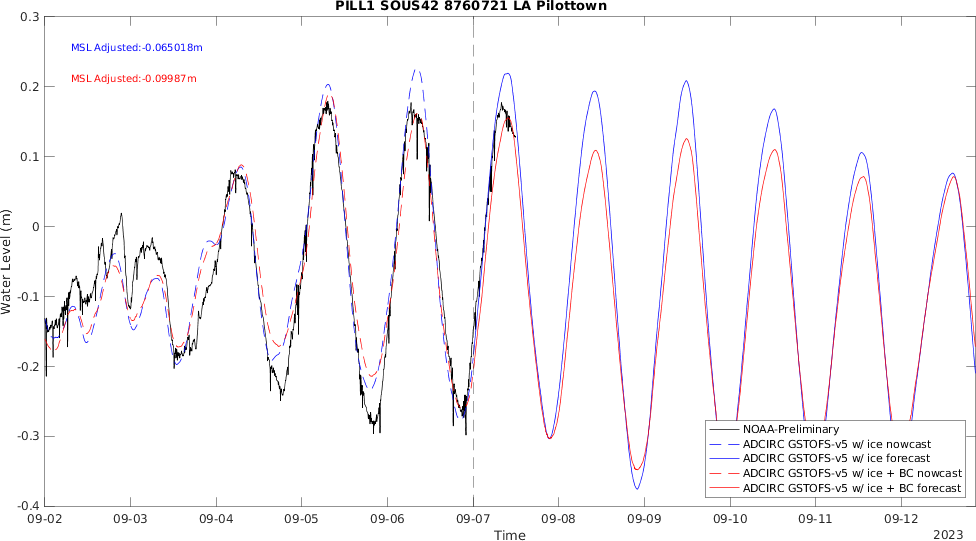 PILL1 SOUS42 8760721 LA Pilottown
MSL Adjusted:-0.065018m
MSL Adjusted:-0.09987m
0.3
0.2
0.1
0
-0.1
-0.2
-0.3
-0.4
Water Level (m)
NOAA-Preliminary
ADCIRC GSTOFS-v5 w/ ice nowcast
ADCIRC GSTOFS-v5 w/ ice forecast
ADCIRC GSTOFS-v5 w/ ice + BC nowcast
ADCIRC GSTOFS-v5 w/ ice + BC forecast
09-02 09-03 09-04 09-05 09-06 09-07 09-08 09-09 09-10 09-11 09-12
Time
2023